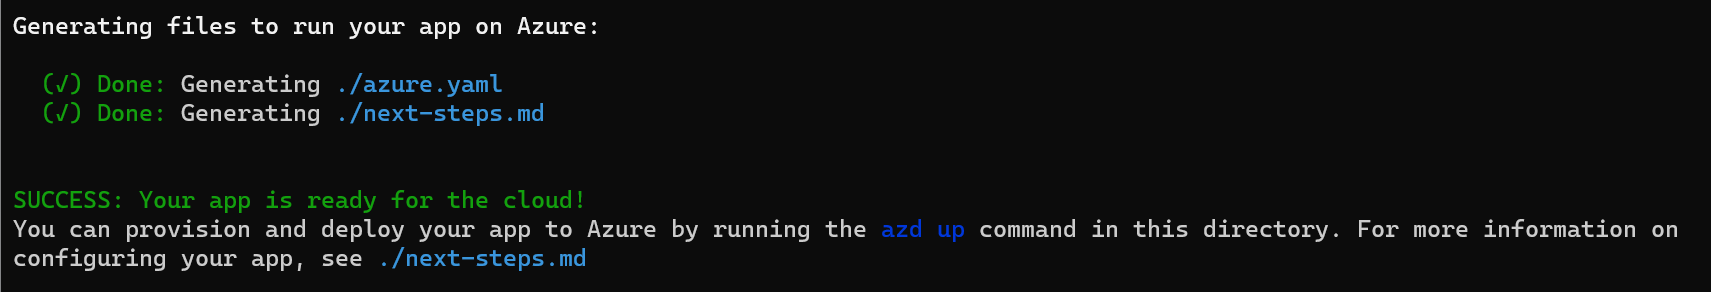 Generating files to run your app on Azure:
(✓) Done: Generating ./azure.yaml
(✓) Done: Generating ./next-steps.md
SUCCESS: Your app is ready for the cloud!
You can provision and deploy your app to Azure by running the azd up command in this directory. For more information on
configuring your app, see ./next-steps.md